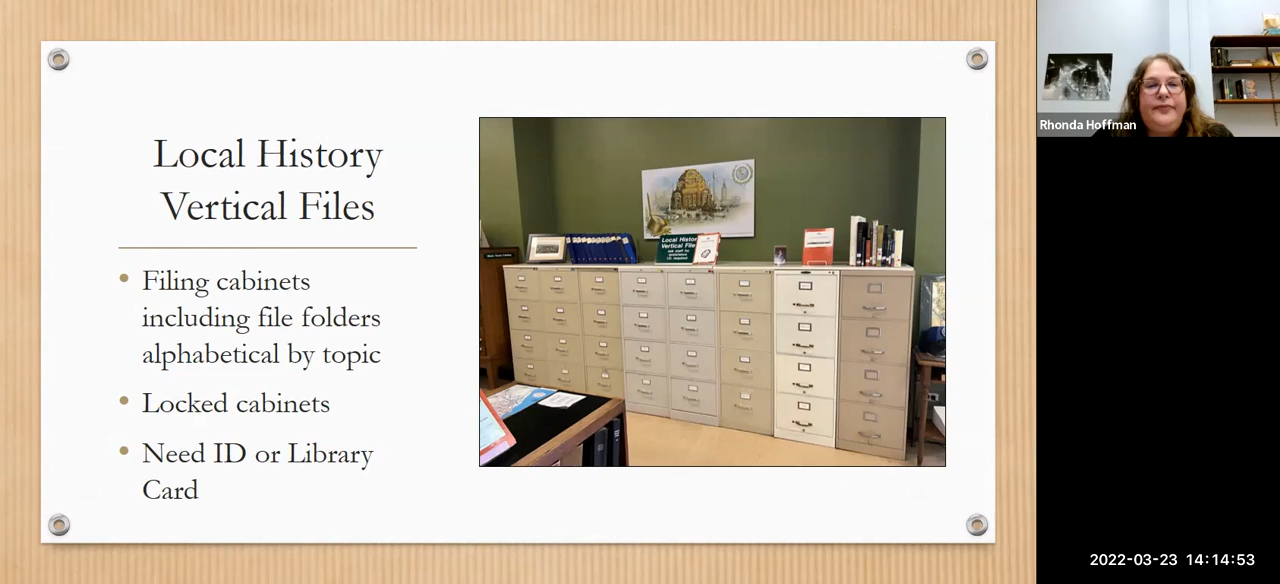 Local History
Vertical Files
Filing cabinets
including file folders
alphabetical by topic
Locked cabinets
Need ID or Library
Card
Local History
Vertical File
Rhonda Hoffman
2022-03-23 14:14:53